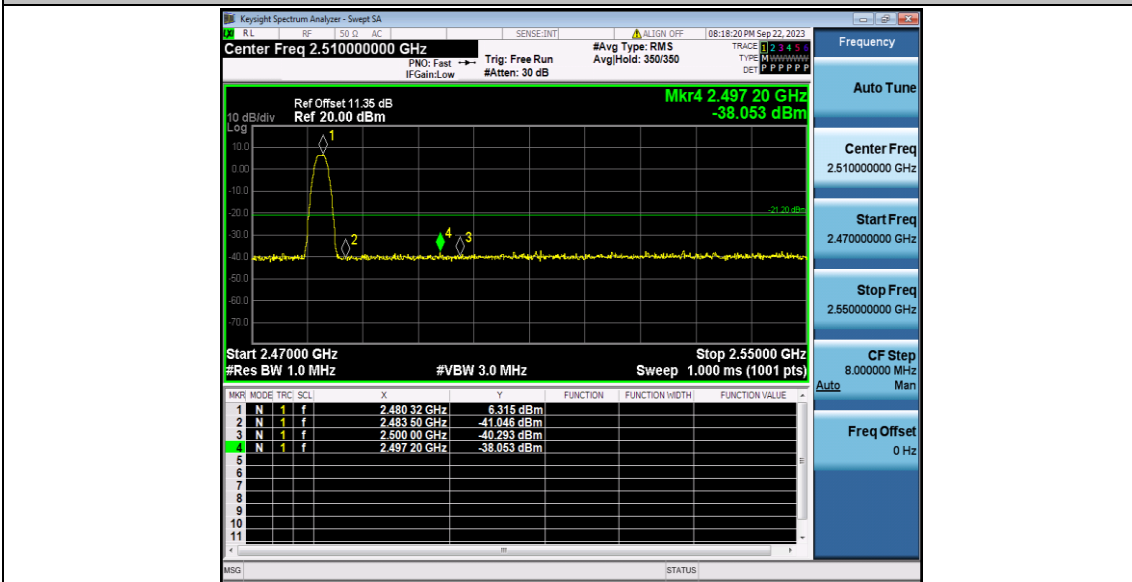 Keysight Spectrum Analyzer - Swept SA
RL RF 50 Ω AC SENSE:INT ALIGN OFF 08:18:20 PM Sep 22, 2023
Center Freq 2.510000000 GHz
PNO: Fast
IFGain:Low
Trig: Free Run
#Atten: 30 dB
#Avg Type: RMS
Avg|Hold: 350/350
TRACE 1 2 3 4 5 6
TYPE MWWWWW
DET P P P P P P
Mkr4 2.497 20 GHz
-38.053 dBm
Ref Offset 11.35 dB
10 dB/div Ref 20.00 dBm
Log
10.0
0.00
-10.0
-20.0
-30.0
-40.0
-50.0
-60.0
-70.0
1
2
4
3
-21.20 dBm
Start 2.47000 GHz Stop 2.55000 GHz
#Res BW 1.0 MHz #VBW 3.0 MHz Sweep 1.000 ms (1001 pts)
MKR MODE TRC SCL X Y FUNCTION FUNCTION WIDTH FUNCTION VALUE
1 N 1 f 2.480 32 GHz 6.315 dBm
2 N 1 f 2.483 50 GHz -41.046 dBm
3 N 1 f 2.500 00 GHz -40.293 dBm
4 N 1 f 2.497 20 GHz -38.053 dBm
5
6
7
8
9
10
11
MSG STATUS
Frequency
Auto Tune
Center Freq
2.510000000 GHz
Start Freq
2.470000000 GHz
Stop Freq
2.550000000 GHz
CF Step
8.000000 MHz
Auto Man
Freq Offset
0 Hz